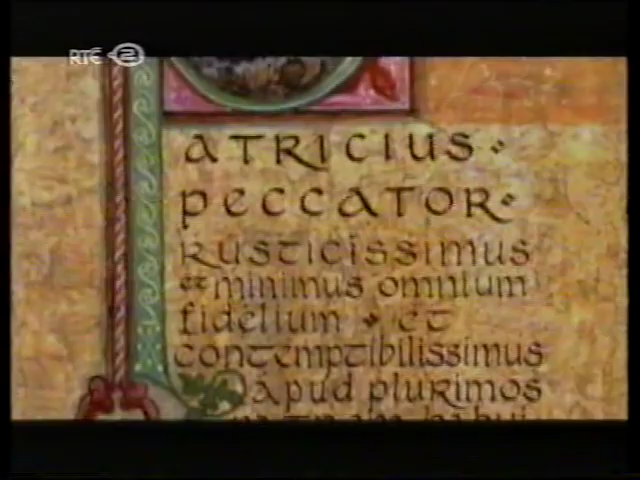 RTÉ 2
atricius ·
peccator ·
rusticissimus
et minimus omnium
fidelium · et
contemptibilissimus
apud plurimos